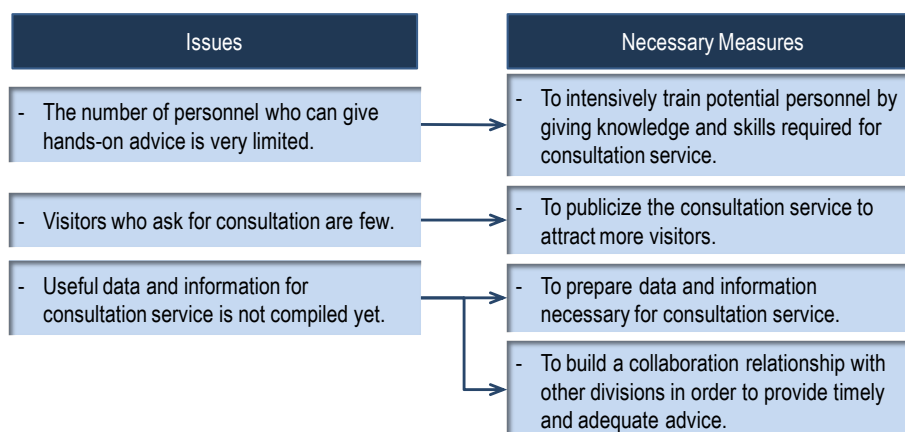 Issues
Necessary Measures
- The number of personnel who can give
hands-on advice is very limited.
- To intensively train potential personnel by
giving knowledge and skills required for
consultation service.
- Visitors who ask for consultation are few.
- To publicize the consultation service to
attract more visitors.
- Useful data and information for
consultation service is not compiled yet.
- To prepare data and information
necessary for consultation service.
- To build a collaboration relationship with
other divisions in order to provide timely
and adequate advice.